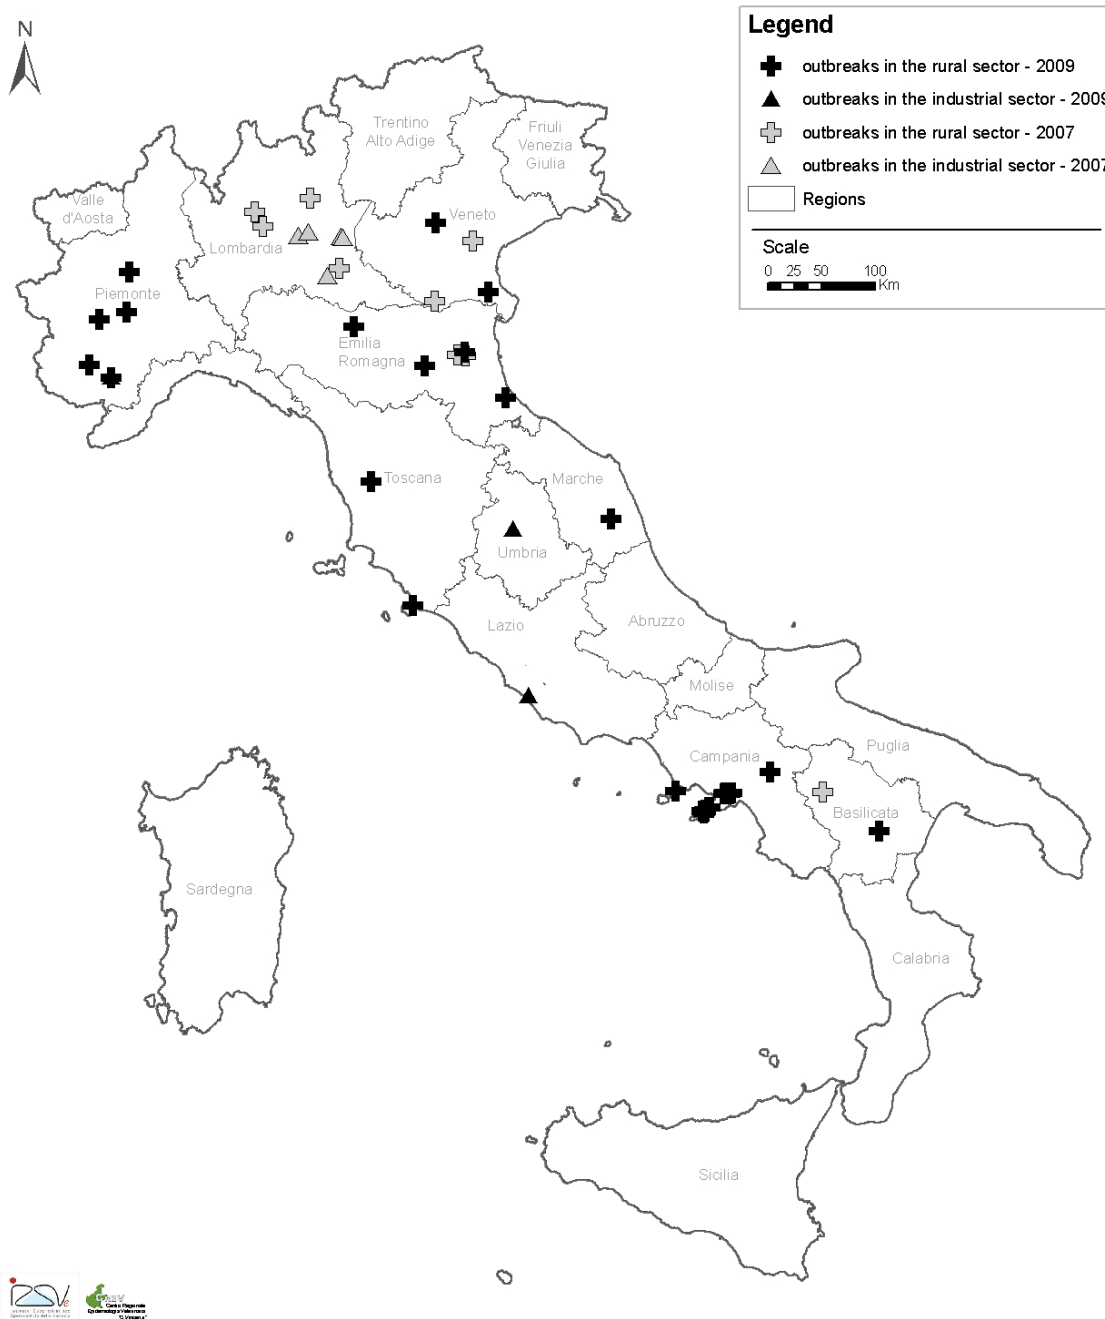 N
Legend
outbreaks in the rural sector - 2009
outbreaks in the industrial sector - 2009
outbreaks in the rural sector - 2007
outbreaks in the industrial sector - 2007
Regions
Scale
0 25 50 100
Km
Trentino
Alto Adige
Friuli
Venezia
Giulia
Valle
d'Aosta
Veneto
Lombardia
Piemonte
Emilia
Romagna
Toscana
Marche
Umbria
Lazio
Abruzzo
Molise
Campania
Puglia
Basilicata
Sardegna
Calabria
Sicilia
Centro Regionale